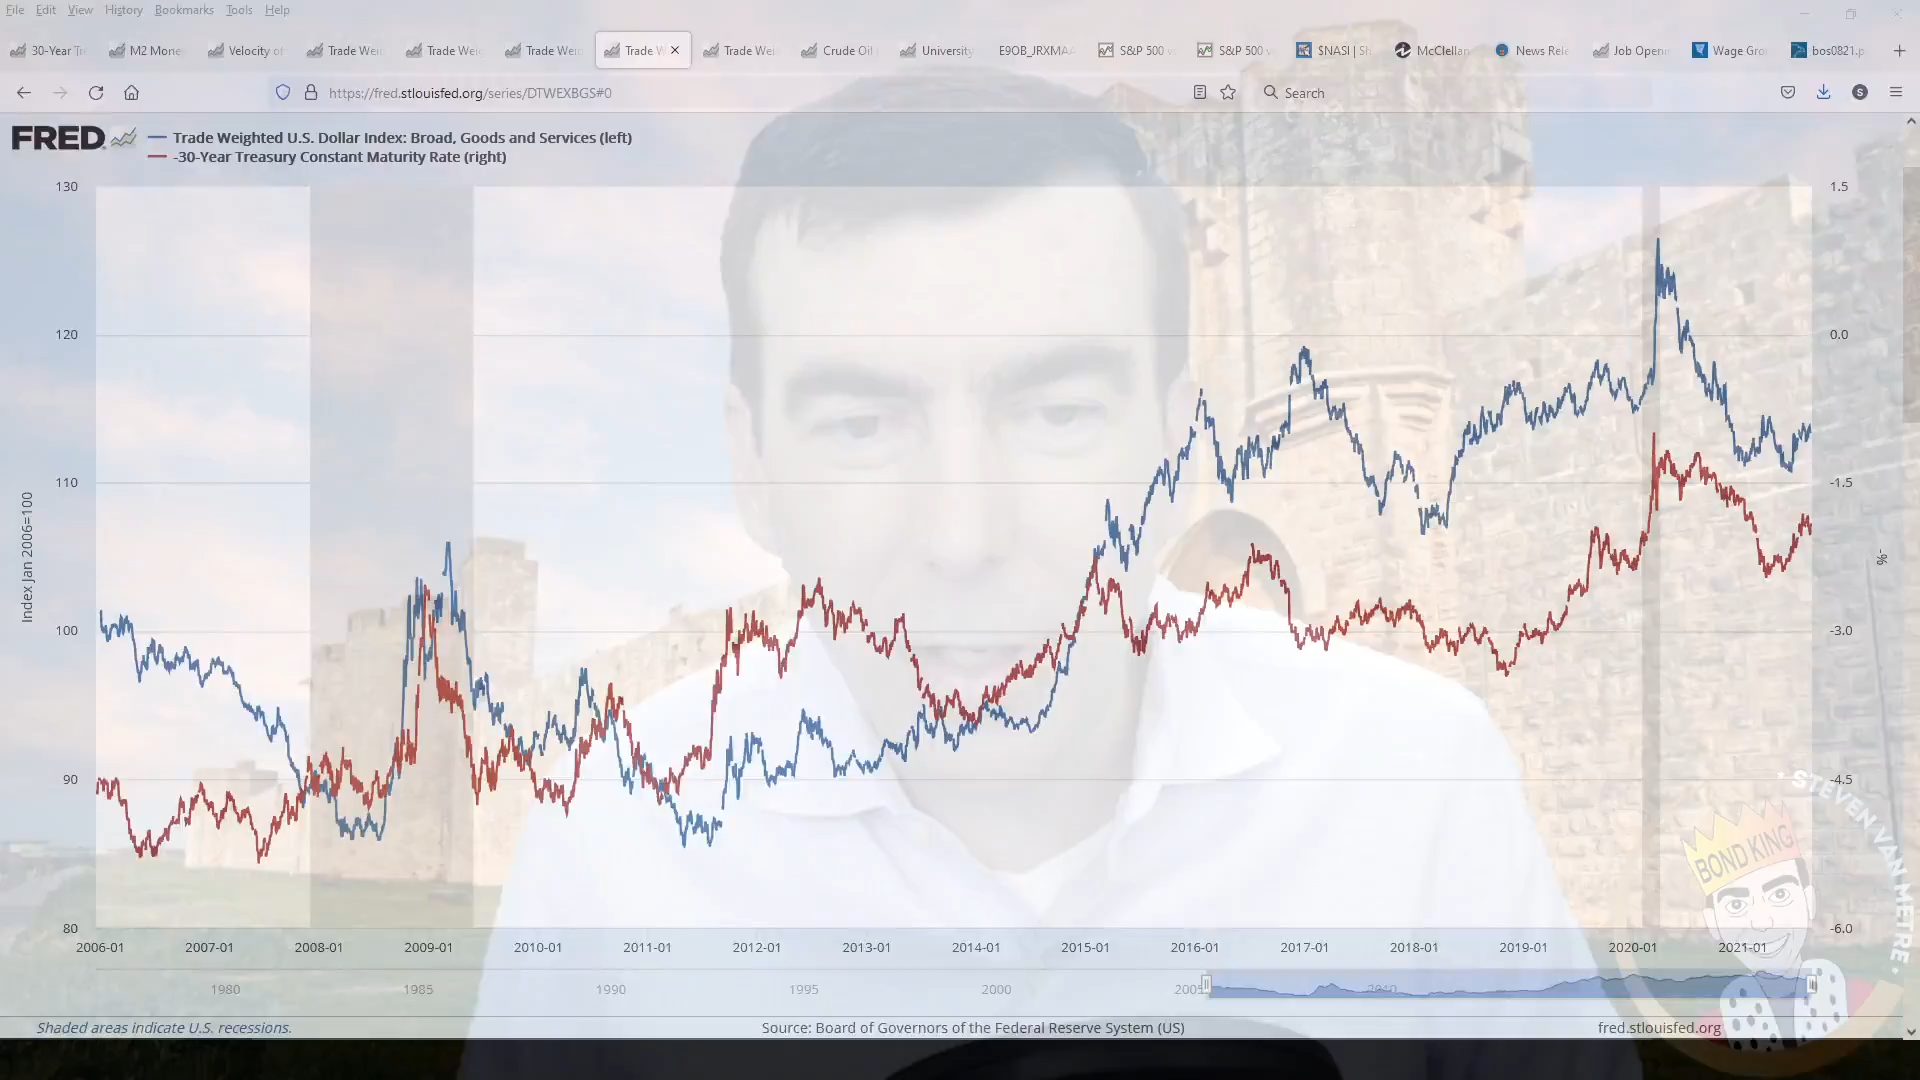 File Edit View History Bookmarks Tools Help
30-Year Tr M2 Mone Velocity of Trade Wei Trade Wei Trade Wei Trade W Trade Wei Crude Oil University E9OB_JRXMAA S&P 500 v S&P 500 v $NASI | Sh McClellan News Rele Job Openi Wage Gro bos0821.p
https://fred.stlouisfed.org/series/DTWEXBGS#0 Search S
FRED
Trade Weighted U.S. Dollar Index: Broad, Goods and Services (left)
-30-Year Treasury Constant Maturity Rate (right)
130 1.5
120 0.0
110 -1.5
100 -3.0
90 -4.5
80 -6.0
Index Jan 2006=100
-%
2006-01 2007-01 2008-01 2009-01 2010-01 2011-01 2012-01 2013-01 2014-01 2015-01 2016-01 2017-01 2018-01 2019-01 2020-01 2021-01
1980 1985 1990 1995 2000 2005 2010
Shaded areas indicate U.S. recessions. Source: Board of Governors of the Federal Reserve System (US) fred.stlouisfed.org
STEVEN VAN METRE
BOND KING